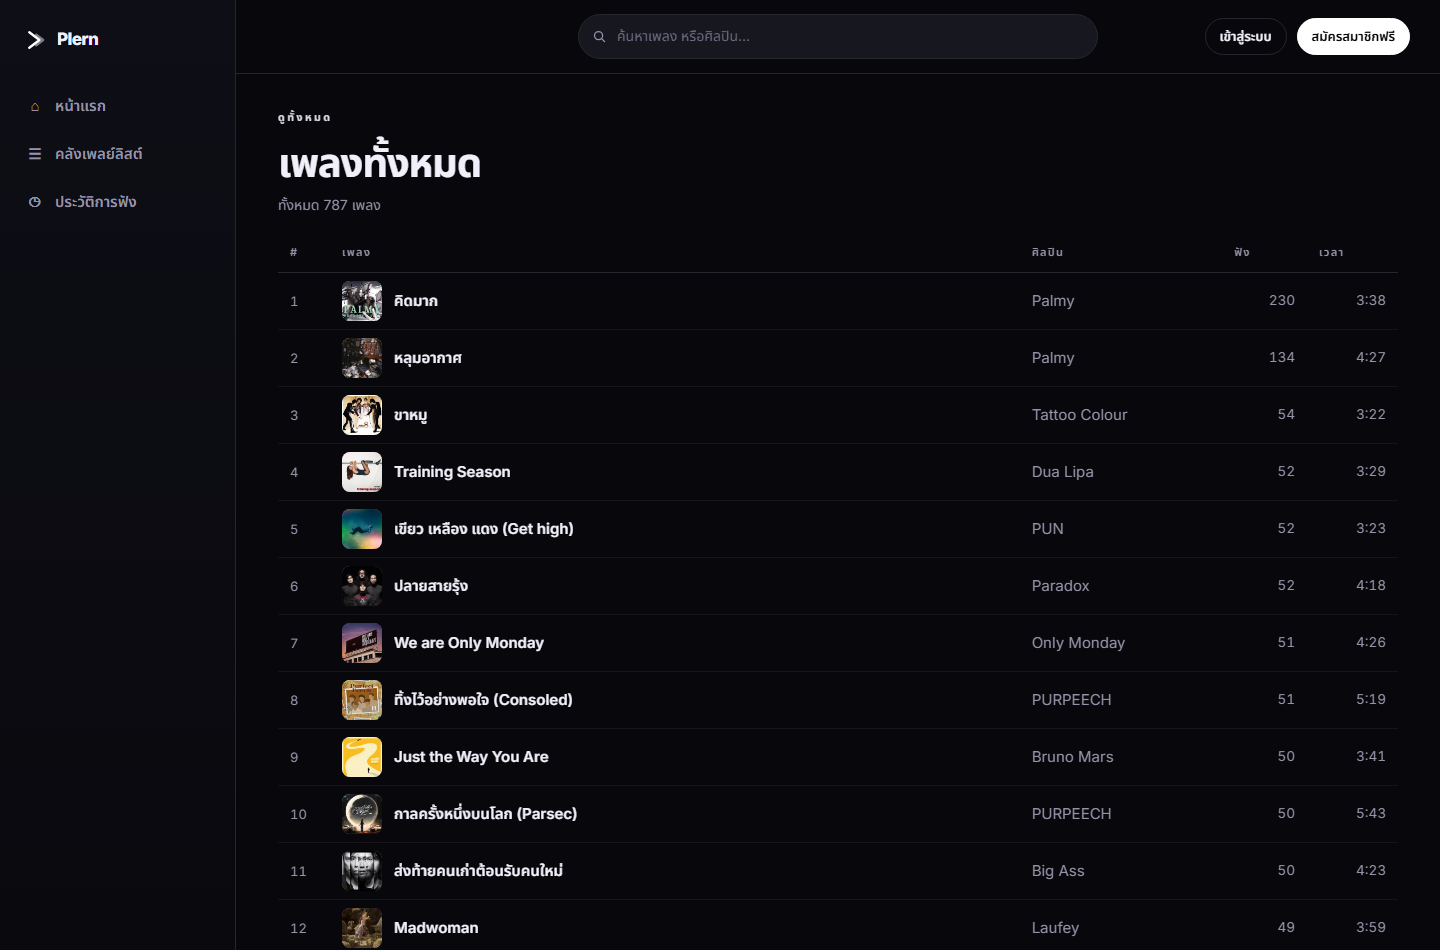 Plern
ค้นหาเพลง หรือศิลปิน...
เข้าสู่ระบบ
สมัครสมาชิกฟรี
หน้าแรก
คลังเพลย์ลิสต์
ประวัติการฟัง
ดูทั้งหมด
เพลงทั้งหมด
ทั้งหมด 787 เพลง
# เพลง ศิลปิน ฟัง เวลา
1 คิดมาก Palmy 230 3:38
2 หลุมอากาศ Palmy 134 4:27
3 ขาหมู Tattoo Colour 54 3:22
4 Training Season Dua Lipa 52 3:29
5 เขียว เหลือง แดง (Get high) PUN 52 3:23
6 ปลายสายรุ้ง Paradox 52 4:18
7 We are Only Monday Only Monday 51 4:26
8 ทิ้งไว้อย่างพอใจ (Consoled) PURPEECH 51 5:19
9 Just the Way You Are Bruno Mars 50 3:41
10 กาลครั้งหนึ่งบนโลก (Parsec) PURPEECH 50 5:43
11 ส่งท้ายคนเก่าต้อนรับคนใหม่ Big Ass 50 4:23
12 Madwoman Laufey 49 3:59